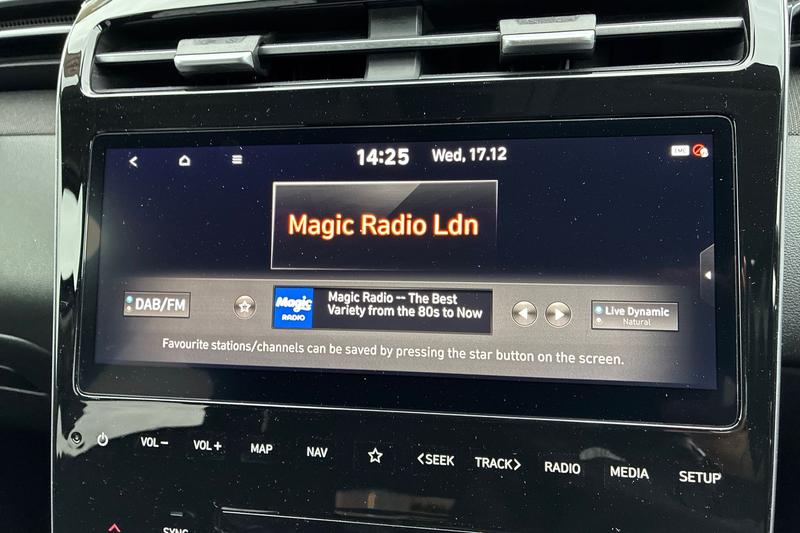 14:25 Wed, 17.12
Magic Radio Ldn
DAB/FM
Magic
RADIO
Magic Radio -- The Best
Variety from the 80s to Now
Live Dynamic
Natural
Favourite stations/channels can be saved by pressing the star button on the screen.
VOL− VOL+ MAP NAV <SEEK TRACK> RADIO MEDIA SETUP
SYNC